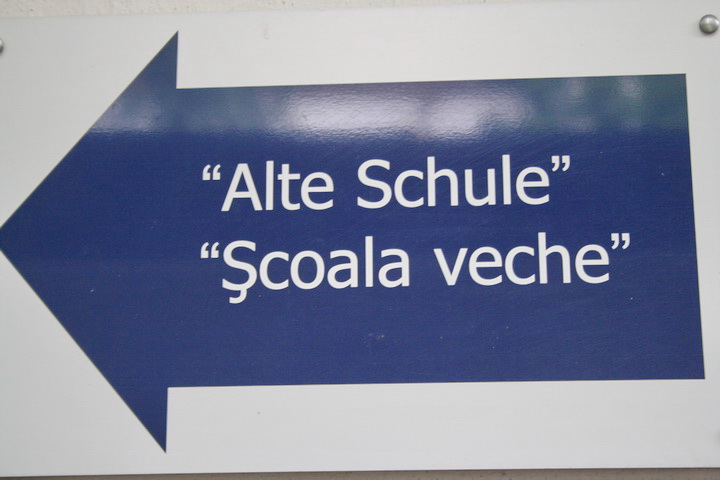 “Alte Schule”
“Şcoala veche”